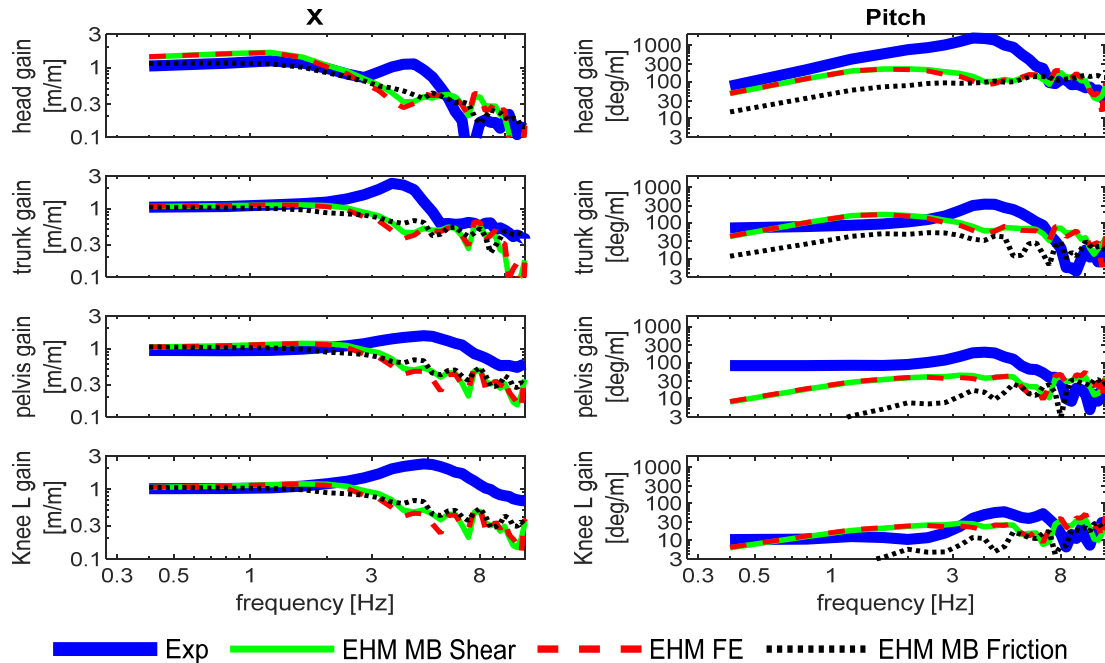 X
Pitch
head gain
[m/m]
3
1
0.3
0.1
head gain
[deg/m]
1000
100
30
10
3
trunk gain
[m/m]
3
1
0.3
0.1
trunk gain
[deg/m]
1000
300
100
30
10
3
pelvis gain
[m/m]
3
1
0.3
0.1
pelvis gain
[deg/m]
1000
300
100
30
10
3
Knee L gain
[m/m]
3
1
0.3
0.1
Knee L gain
[deg/m]
1000
300
100
30
10
3
0.3 0.5 1 3 8
0.3 0.5 1 3 8
frequency [Hz]
frequency [Hz]
Exp EHM MB Shear EHM FE EHM MB Friction